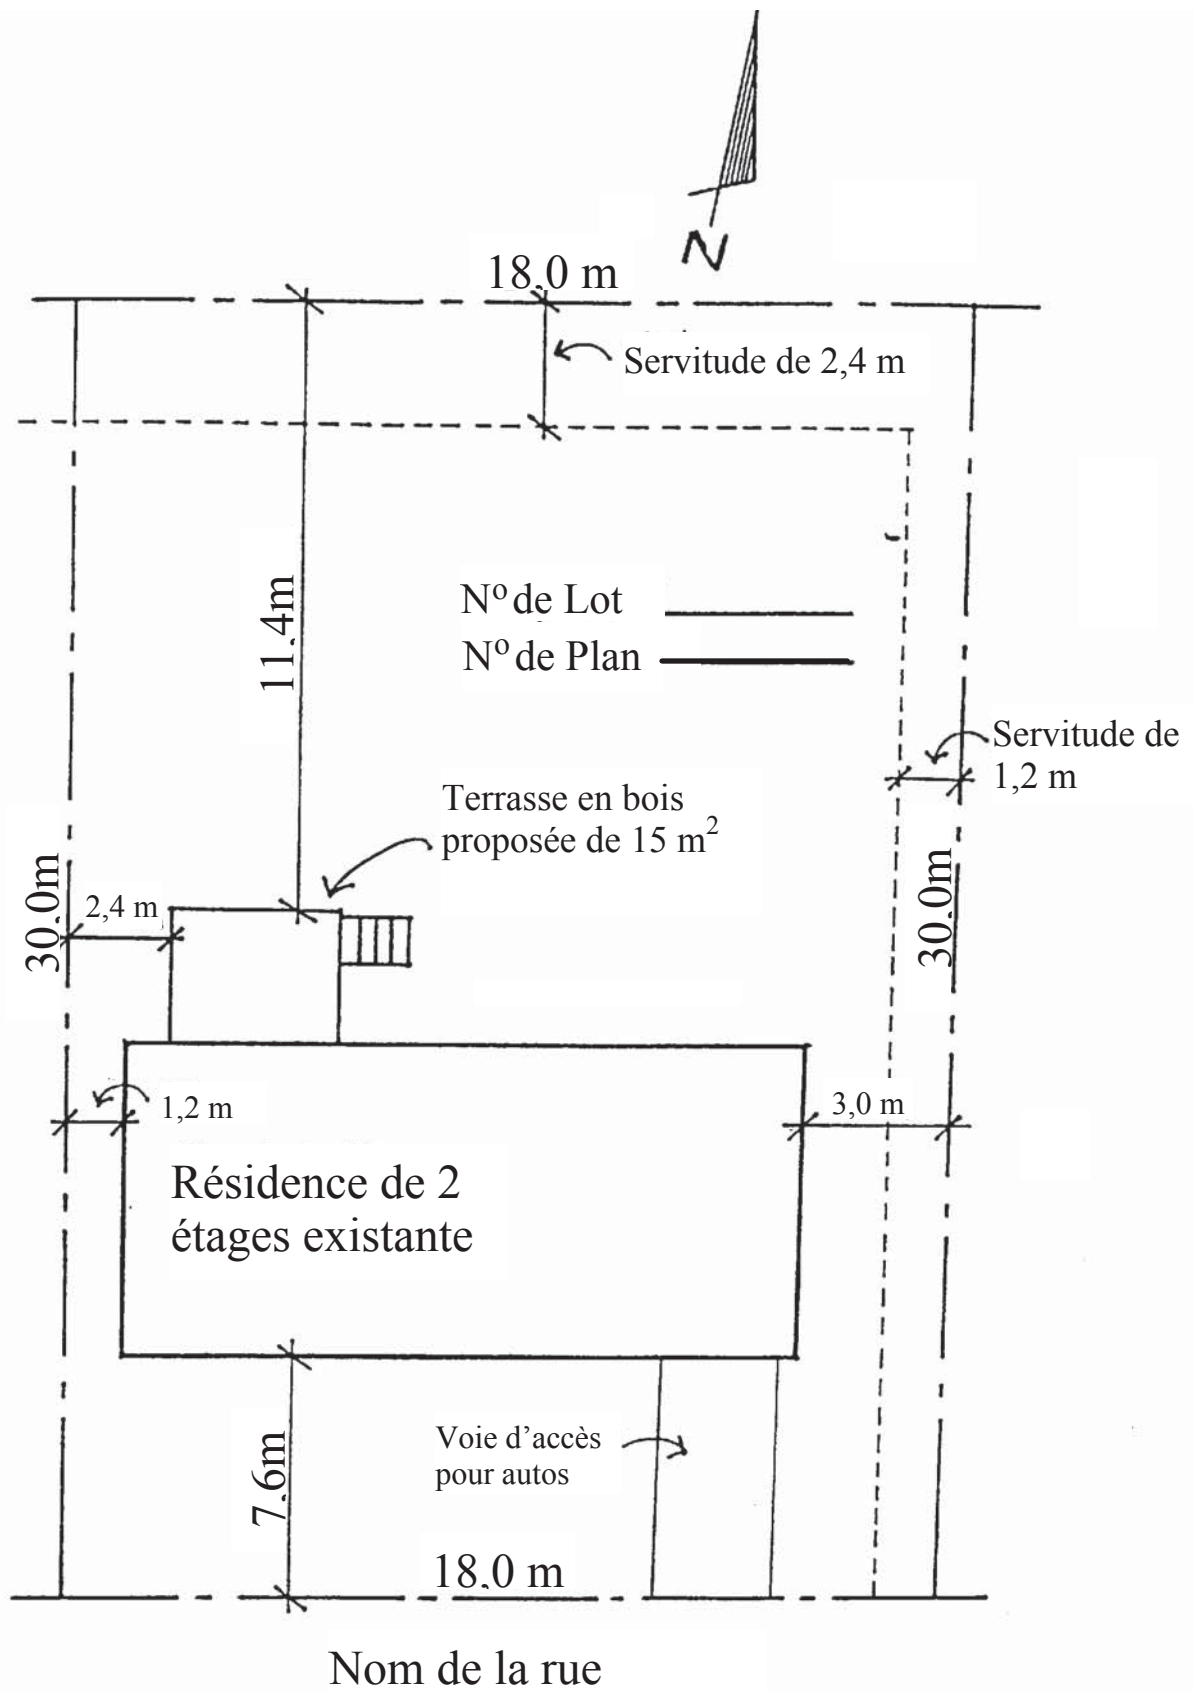 N
18,0 m
Servitude de 2,4 m
11,4m
Nº de Lot
Nº de Plan
Servitude de
1,2 m
Terrasse en bois
proposée de 15 m²
30,0m
2,4 m
30,0m
1,2 m
3,0 m
Résidence de 2
étages existante
7,6m
Voie d’accès
pour autos
18,0 m
Nom de la rue